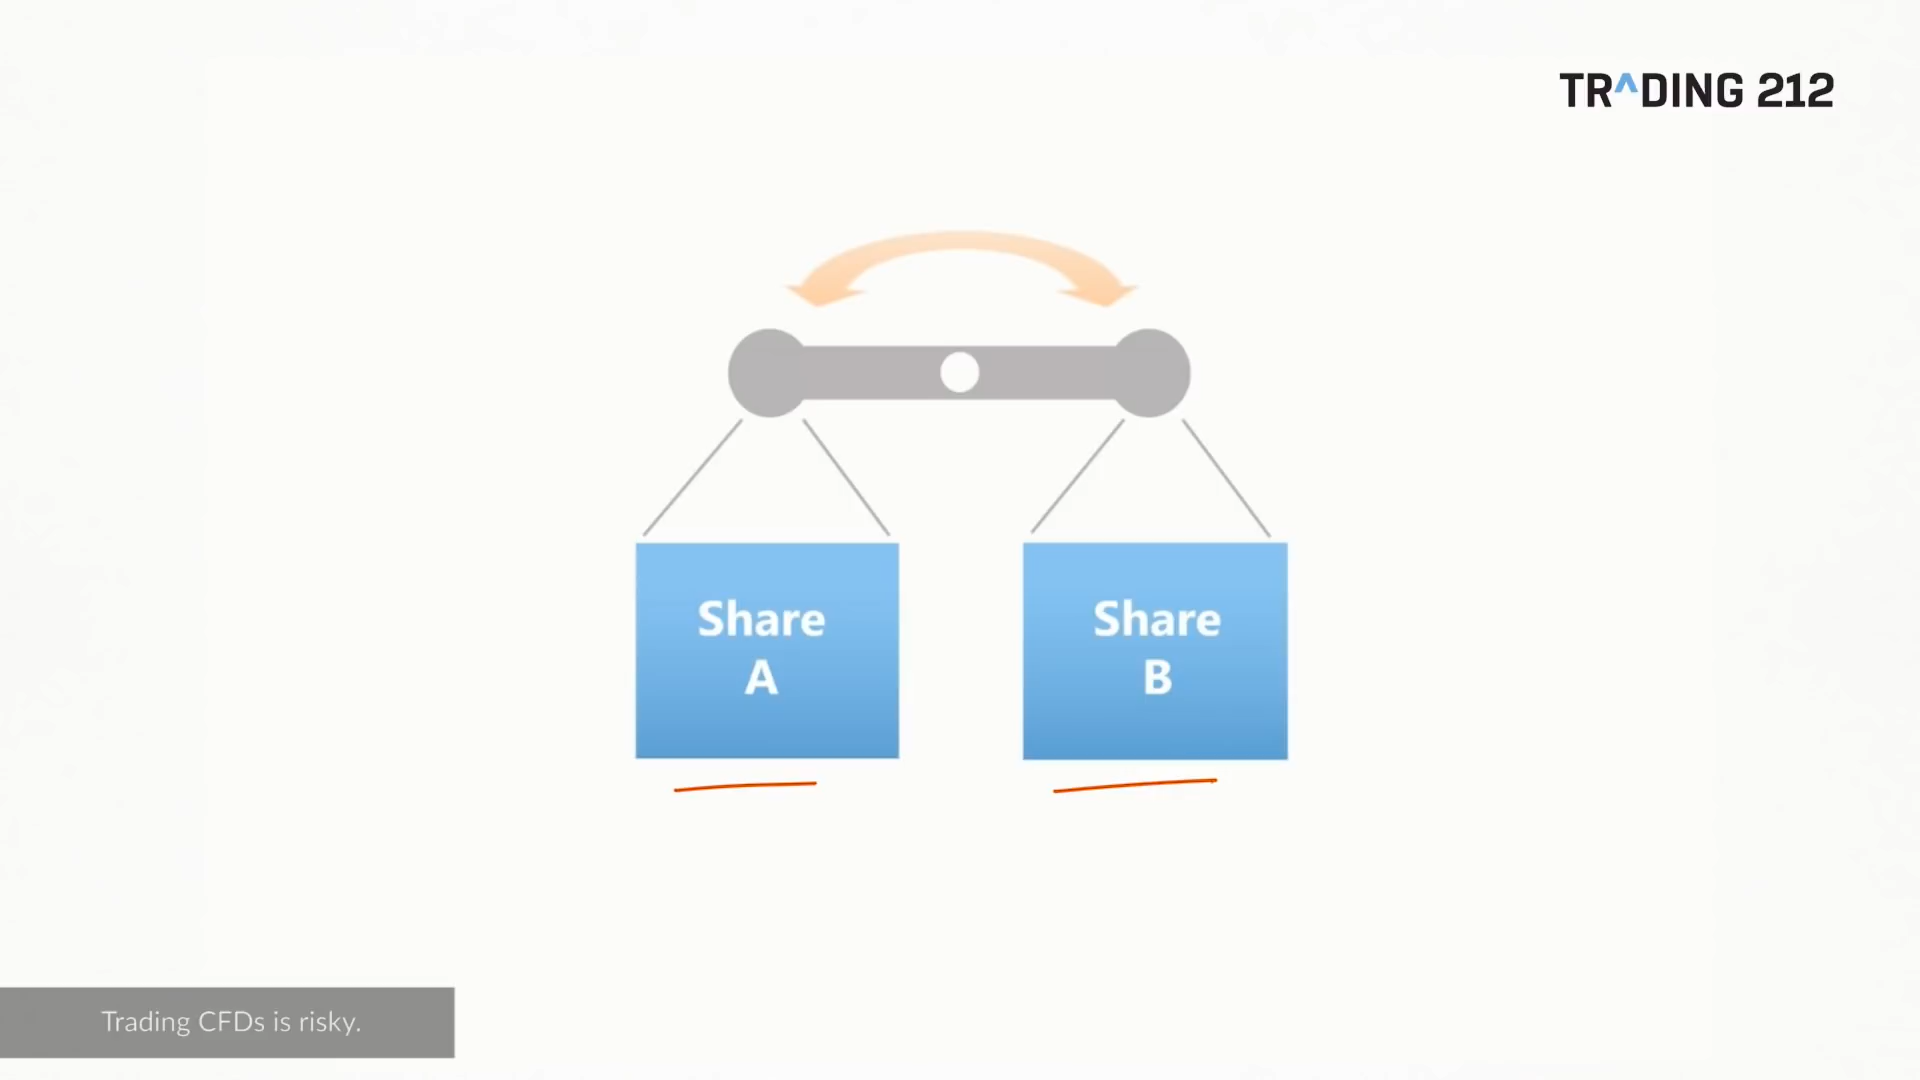 TRADING 212
Share
A
Share
B
Trading CFDs is risky.